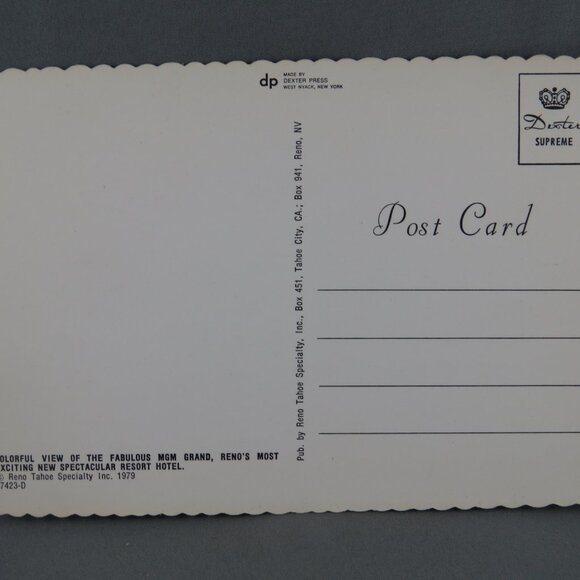 dp
MADE BY
DEXTER PRESS
WEST NYACK, NEW YORK
Dexter
SUPREME
Post Card
Pub. by Reno Tahoe Specialty, Inc., Box 451, Tahoe City, CA.; Box 941, Reno, NV
OLORFUL VIEW OF THE FABULOUS MGM GRAND, RENO'S MOST
XCITING NEW SPECTACULAR RESORT HOTEL.
© Reno Tahoe Specialty Inc. 1979
7423-D